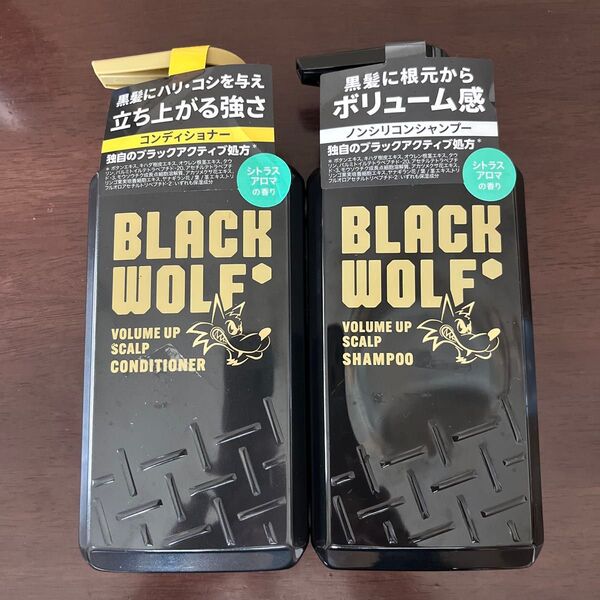 黒髪にハリ・コシを与え
立ち上がる強さ
コンディショナー
独自のブラックアクティブ処方*
シトラス
アロマ
の香り
BLACK
WOLF
VOLUME UP
SCALP
CONDITIONER
黒髪に根元から
ボリューム感
ノンシリコンシャンプー
独自のブラックアクティブ処方*
シトラス
アロマ
の香り
BLACK
WOLF
VOLUME UP
SCALP
SHAMPOO